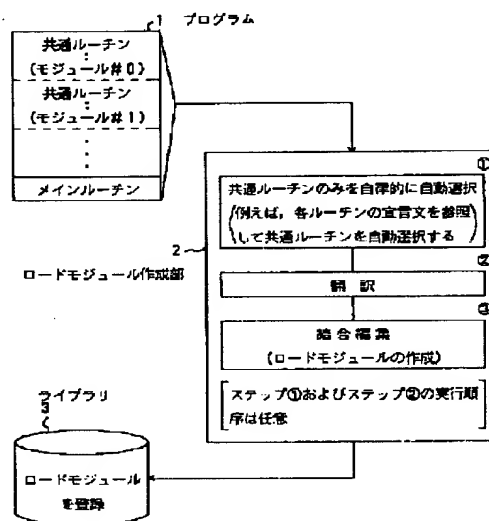 1 プログラム
共通ルーチン
(モジュール#0)
共通ルーチン
(モジュール#1)
メインルーチン
①
共通ルーチンのみを自律的に自動選択
(例えば，各ルーチンの宣言文を参照
して共通ルーチンを自動選択する)
2
ロードモジュール作成部
②
翻訳
③
結合編集
(ロードモジュールの作成)
[ステップ①およびステップ②の実行順
序は任意]
ライブラリ
3
ロードモジュール
を登録